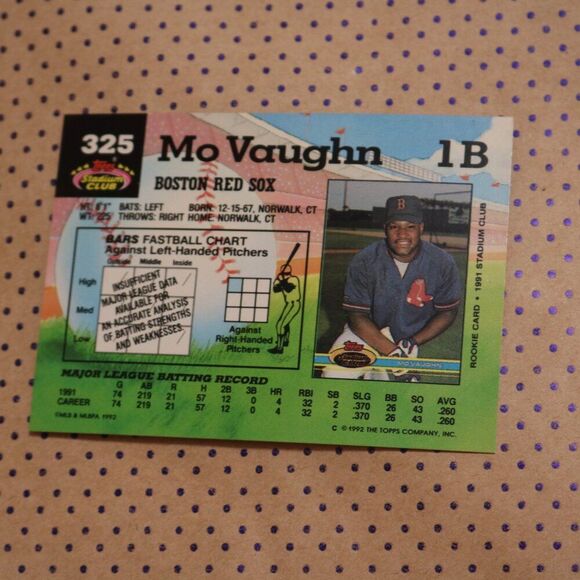 325
Topps
Stadium
CLUB
Mo Vaughn 1B
BOSTON RED SOX
HT: 6'1" BATS: LEFT BORN: 12-15-67, NORWALK, CT
WT: 225 THROWS: RIGHT HOME: NORWALK, CT
BARS FASTBALL CHART
Against Left-Handed Pitchers
Outside Middle Inside
High
Med
Low
INSUFFICIENT
MAJOR LEAGUE DATA
AVAILABLE FOR
AN ACCURATE ANALYSIS
OF BATTING STRENGTHS
AND WEAKNESSES.
Against
Right-Handed
Pitchers
B
MO VAUGHN
ROOKIE CARD • 1991 STADIUM CLUB
MAJOR LEAGUE BATTING RECORD
G AB R H 2B 3B HR RBI SB SLG BB SO AVG
1991 74 219 21 57 12 0 4 32 2 .370 26 43 .260
CAREER 74 219 21 57 12 0 4 32 2 .370 26 43 .260
©MLB & MLBPA 1992
C © 1992 THE TOPPS COMPANY, INC.